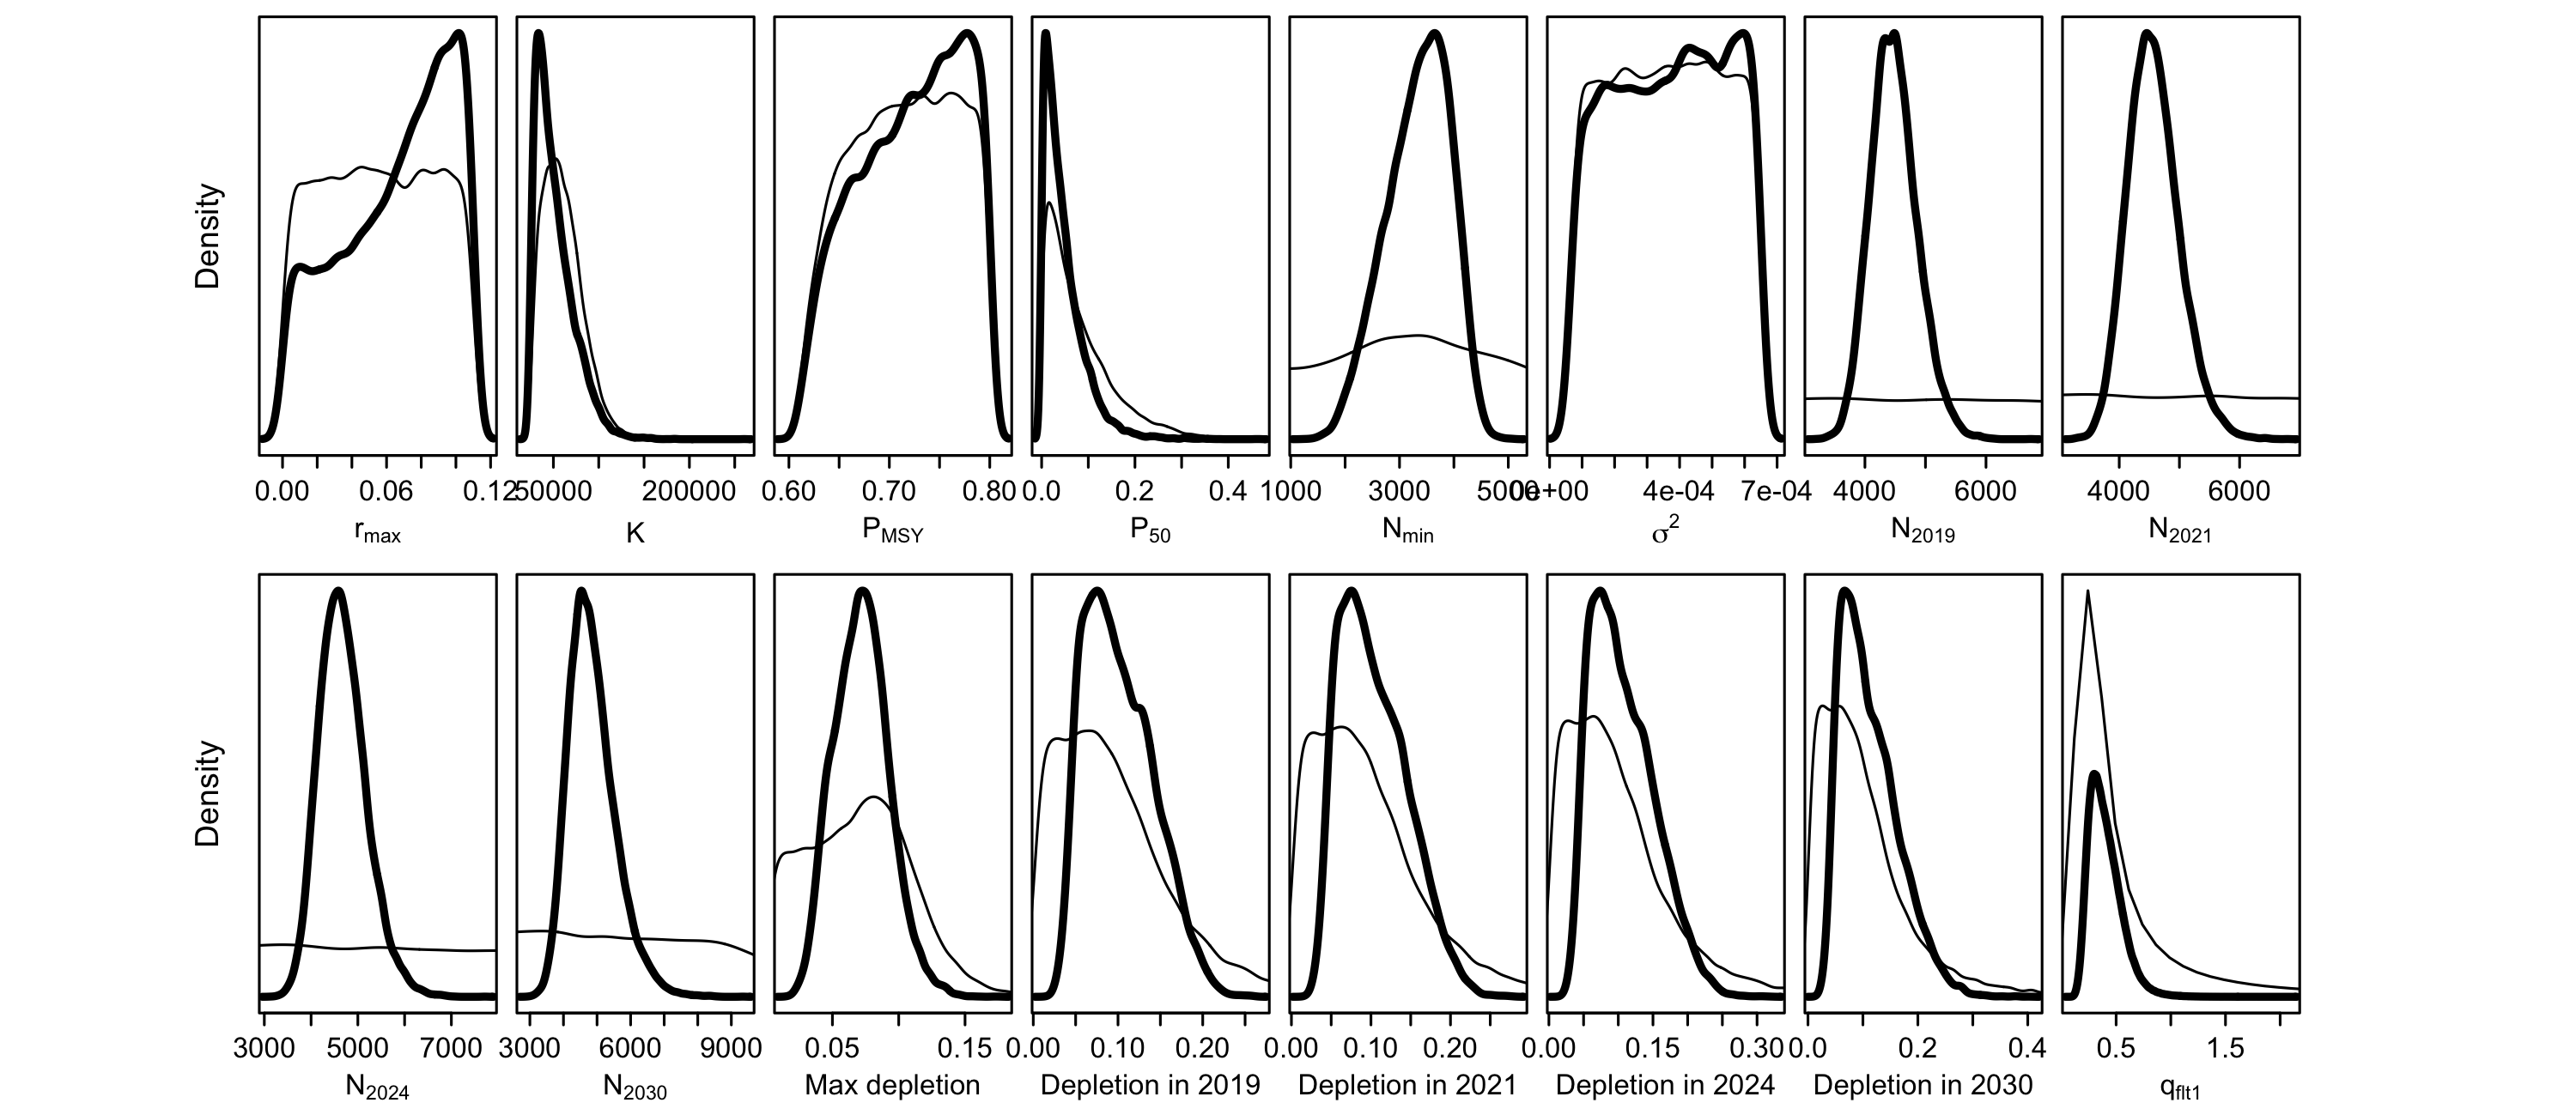 Density
0.00 0.06 0.12 50000 200000 0.60 0.70 0.80 0.0 0.2 0.4 1000 3000 5000 0e+00 4e-04 7e-04 4000 6000 4000 6000
rmax K PMSY P50 Nmin σ2 N2019 N2021
Density
3000 5000 7000 3000 6000 9000 0.05 0.15 0.00 0.10 0.20 0.00 0.10 0.20 0.00 0.15 0.30 0.0 0.2 0.4 0.5 1.5
N2024 N2030 Max depletion Depletion in 2019 Depletion in 2021 Depletion in 2024 Depletion in 2030 qflt1